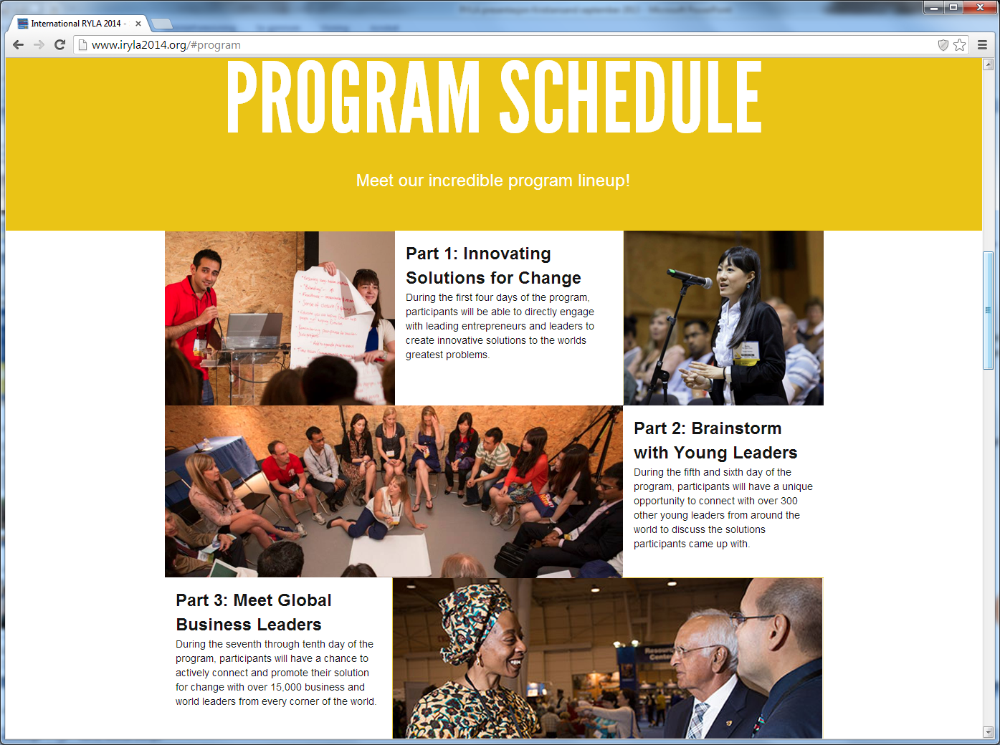 International RYLA 2014 -
www.iryla2014.org/#program
PROGRAM SCHEDULE
Meet our incredible program lineup!
Part 1: Innovating
Solutions for Change
During the first four days of the program,
participants will be able to directly engage
with leading entrepreneurs and leaders to
create innovative solutions to the worlds
greatest problems.
Part 2: Brainstorm
with Young Leaders
During the fifth and sixth day of the
program, participants will have a unique
opportunity to connect with over 300
other young leaders from around the
world to discuss the solutions
participants came up with.
Part 3: Meet Global
Business Leaders
During the seventh through tenth day of the
program, participants will have a chance to
actively connect and promote their solution
for change with over 15,000 business and
world leaders from every corner of the world.